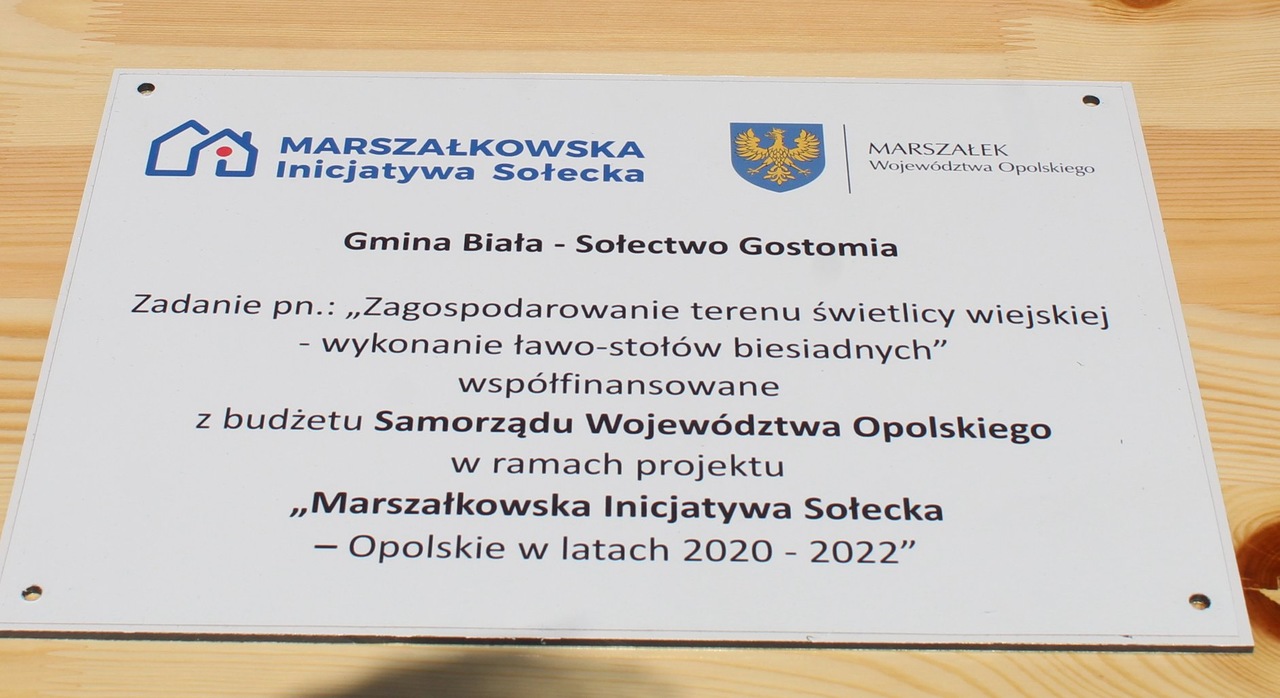 MARSZAŁKOWSKA
Inicjatywa Sołecka
MARSZAŁEK
Województwa Opolskiego
Gmina Biała - Sołectwo Gostomia
Zadanie pn.: „Zagospodarowanie terenu świetlicy wiejskiej
- wykonanie ławo-stołów biesiadnych”
współfinansowane
z budżetu Samorządu Województwa Opolskiego
w ramach projektu
„Marszałkowska Inicjatywa Sołecka
– Opolskie w latach 2020 - 2022”